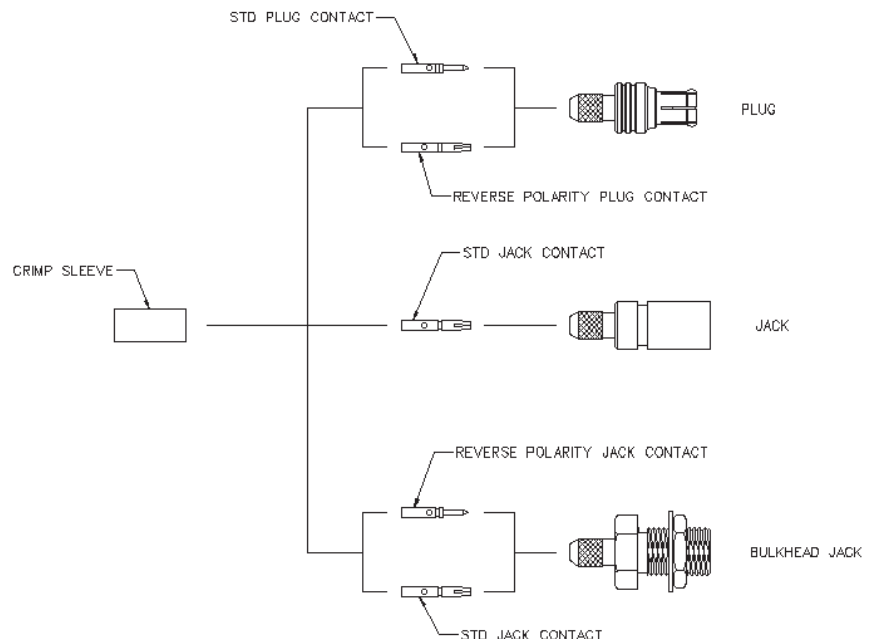 STD PLUG CONTACT
PLUG
REVERSE POLARITY PLUG CONTACT
STD JACK CONTACT
CRIMP SLEEVE
JACK
REVERSE POLARITY JACK CONTACT
BULKHEAD JACK
STD JACK CONTACT